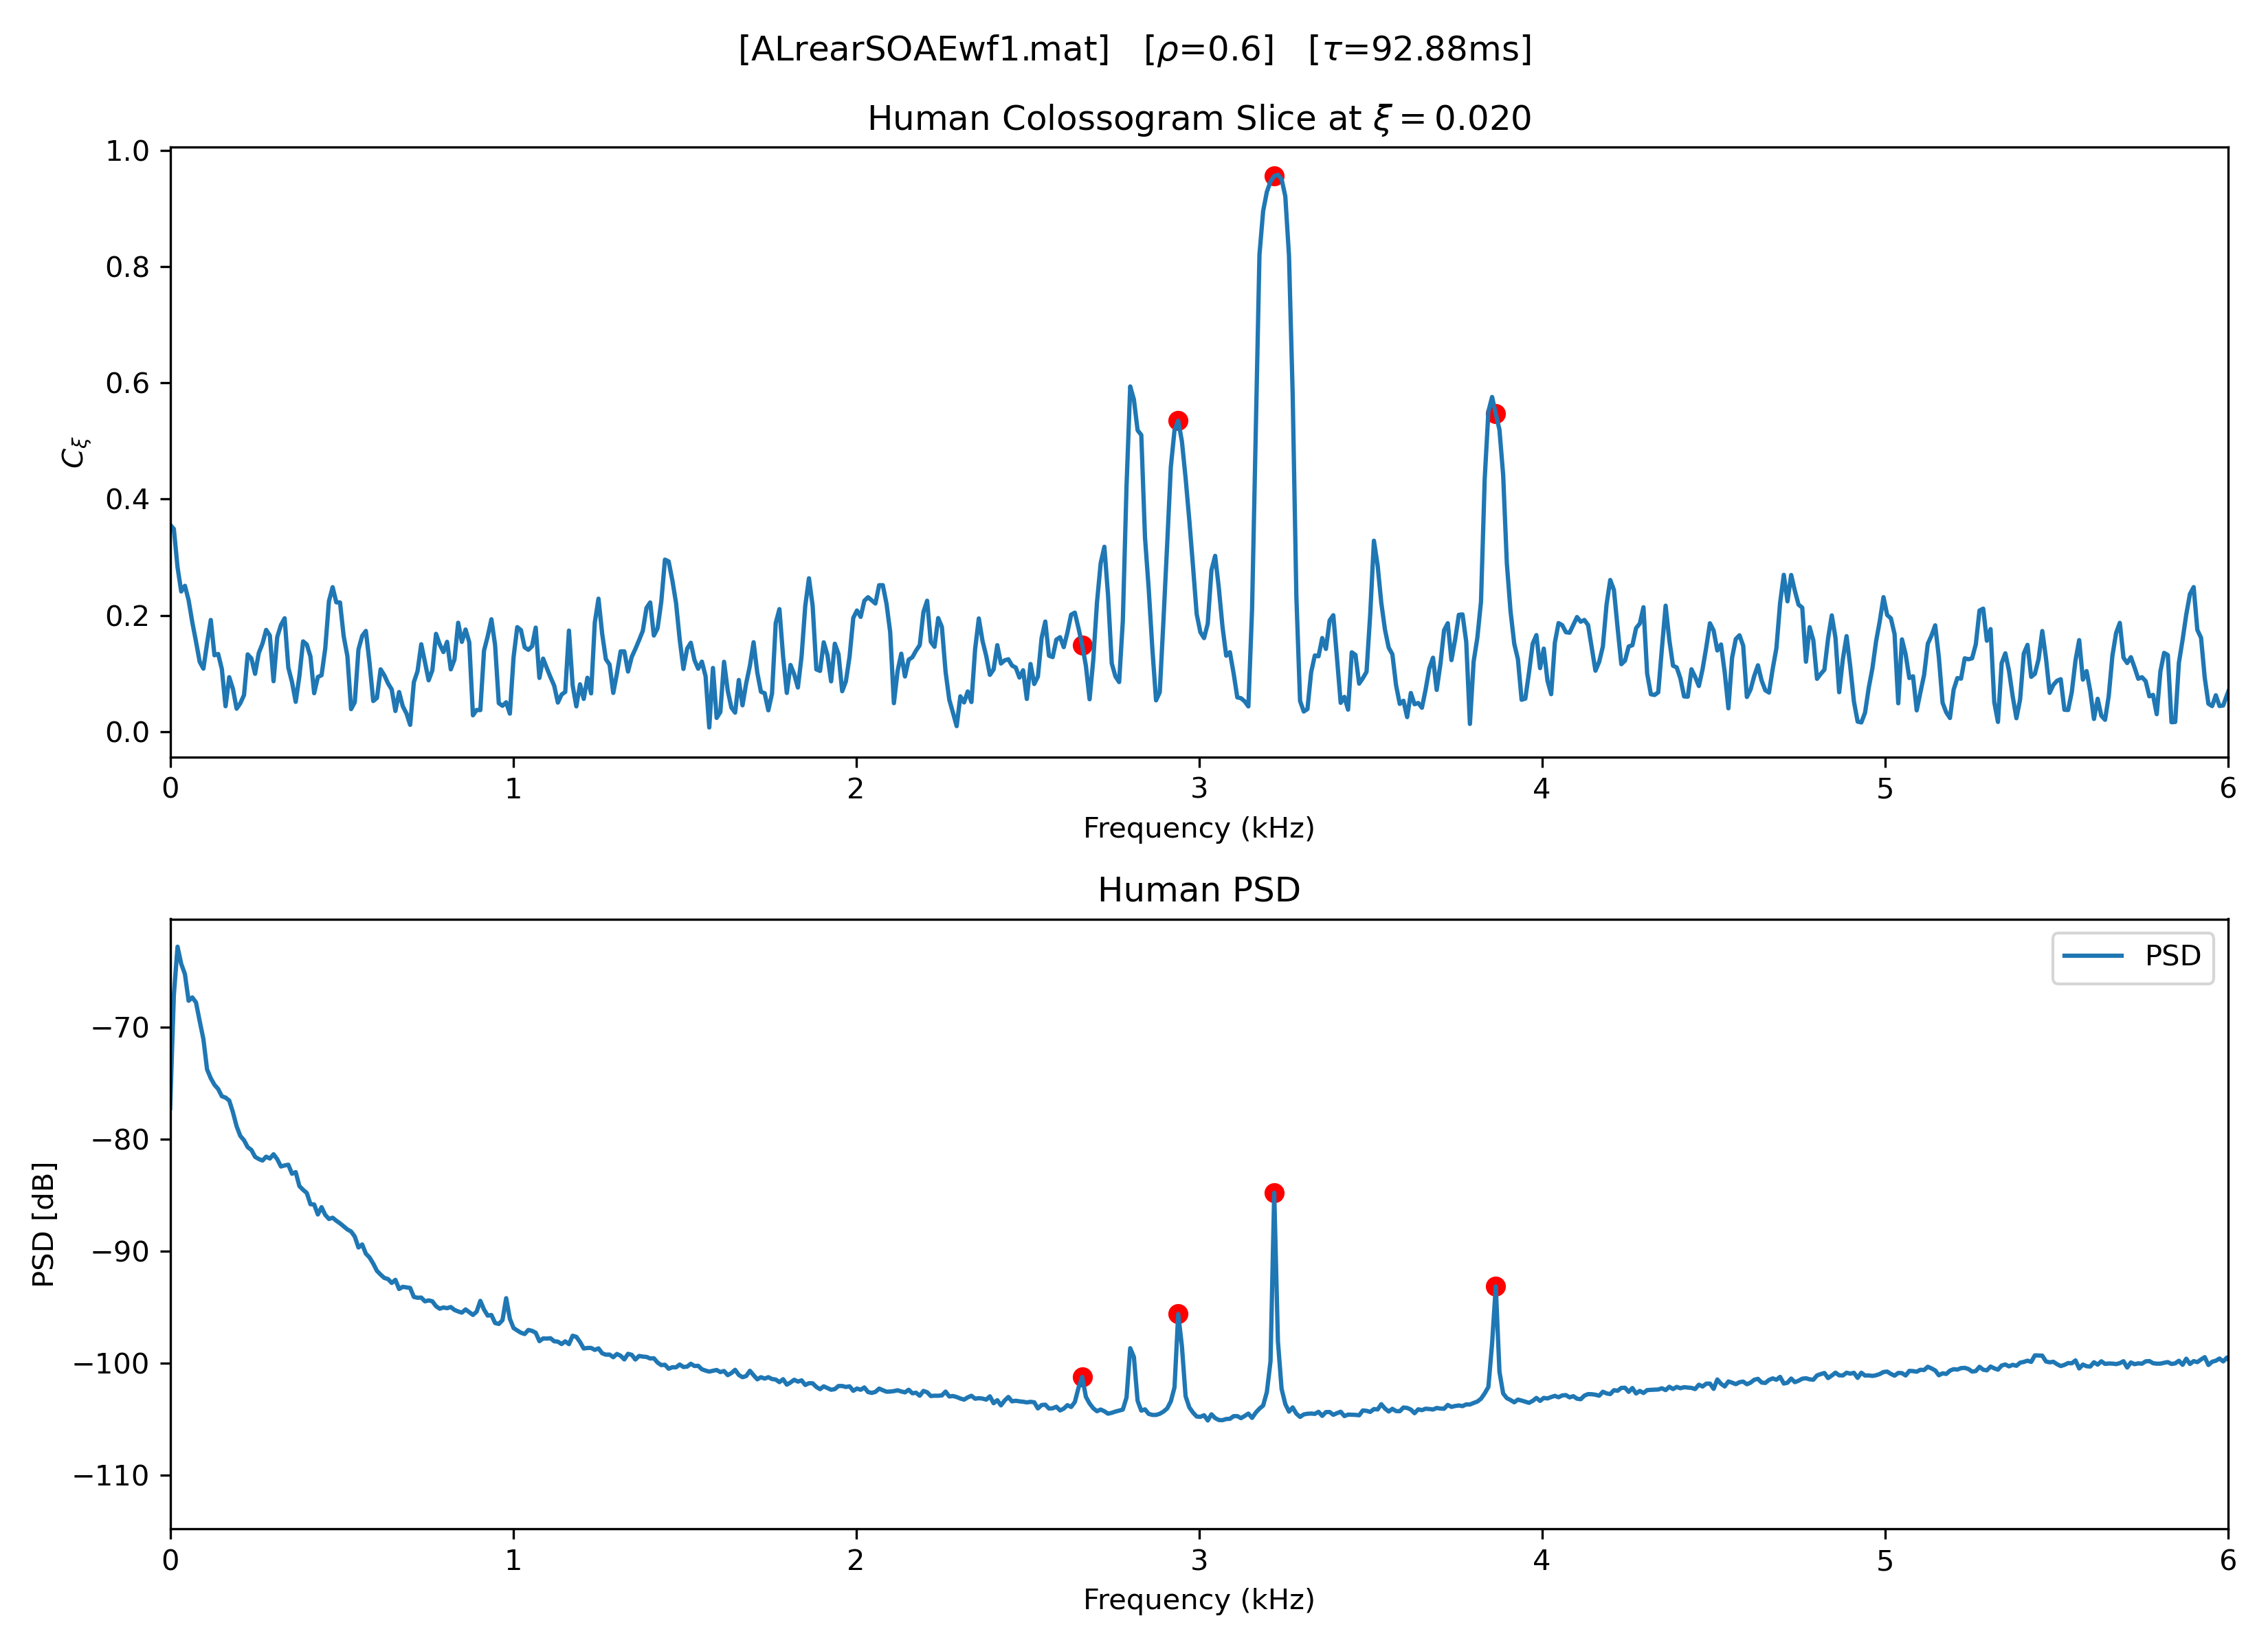 [ALrearSOAEwf1.mat] [ρ=0.6] [τ=92.88ms]
Human Colossogram Slice at ξ = 0.020
1.0
0.8
0.6
0.4
0.2
0.0
C_ξ
0 1 2 3 4 5 6
Frequency (kHz)
Human PSD
PSD
−70
−80
−90
−100
−110
PSD [dB]
0 1 2 3 4 5 6
Frequency (kHz)